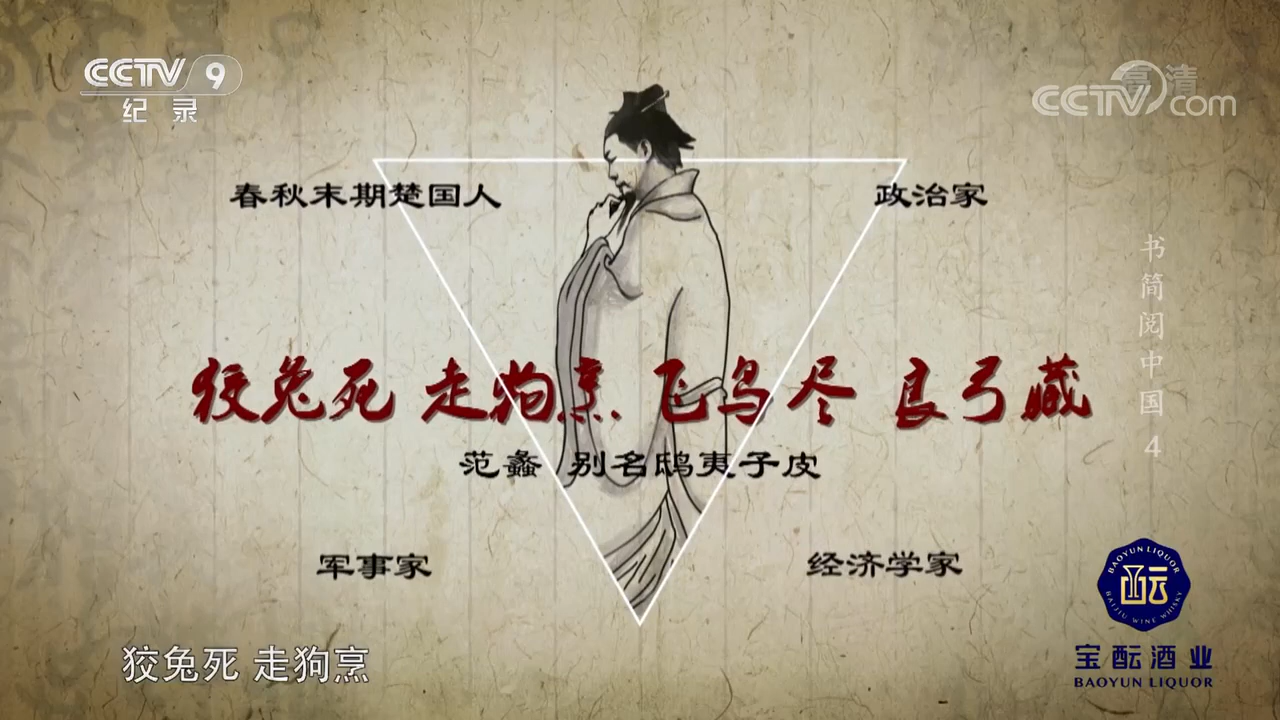 CCTV 9
纪录
高清
CCTV.com
春秋末期楚国人
政治家
书简阅中国 4
狡兔死 走狗烹 飞鸟尽 良弓藏
范蠡 别名鸱夷子皮
军事家
经济学家
BAOYUN LIQUOR
酝
BAIJIU WINE WHISKY
宝酝酒业
BAOYUN LIQUOR
狡兔死 走狗烹